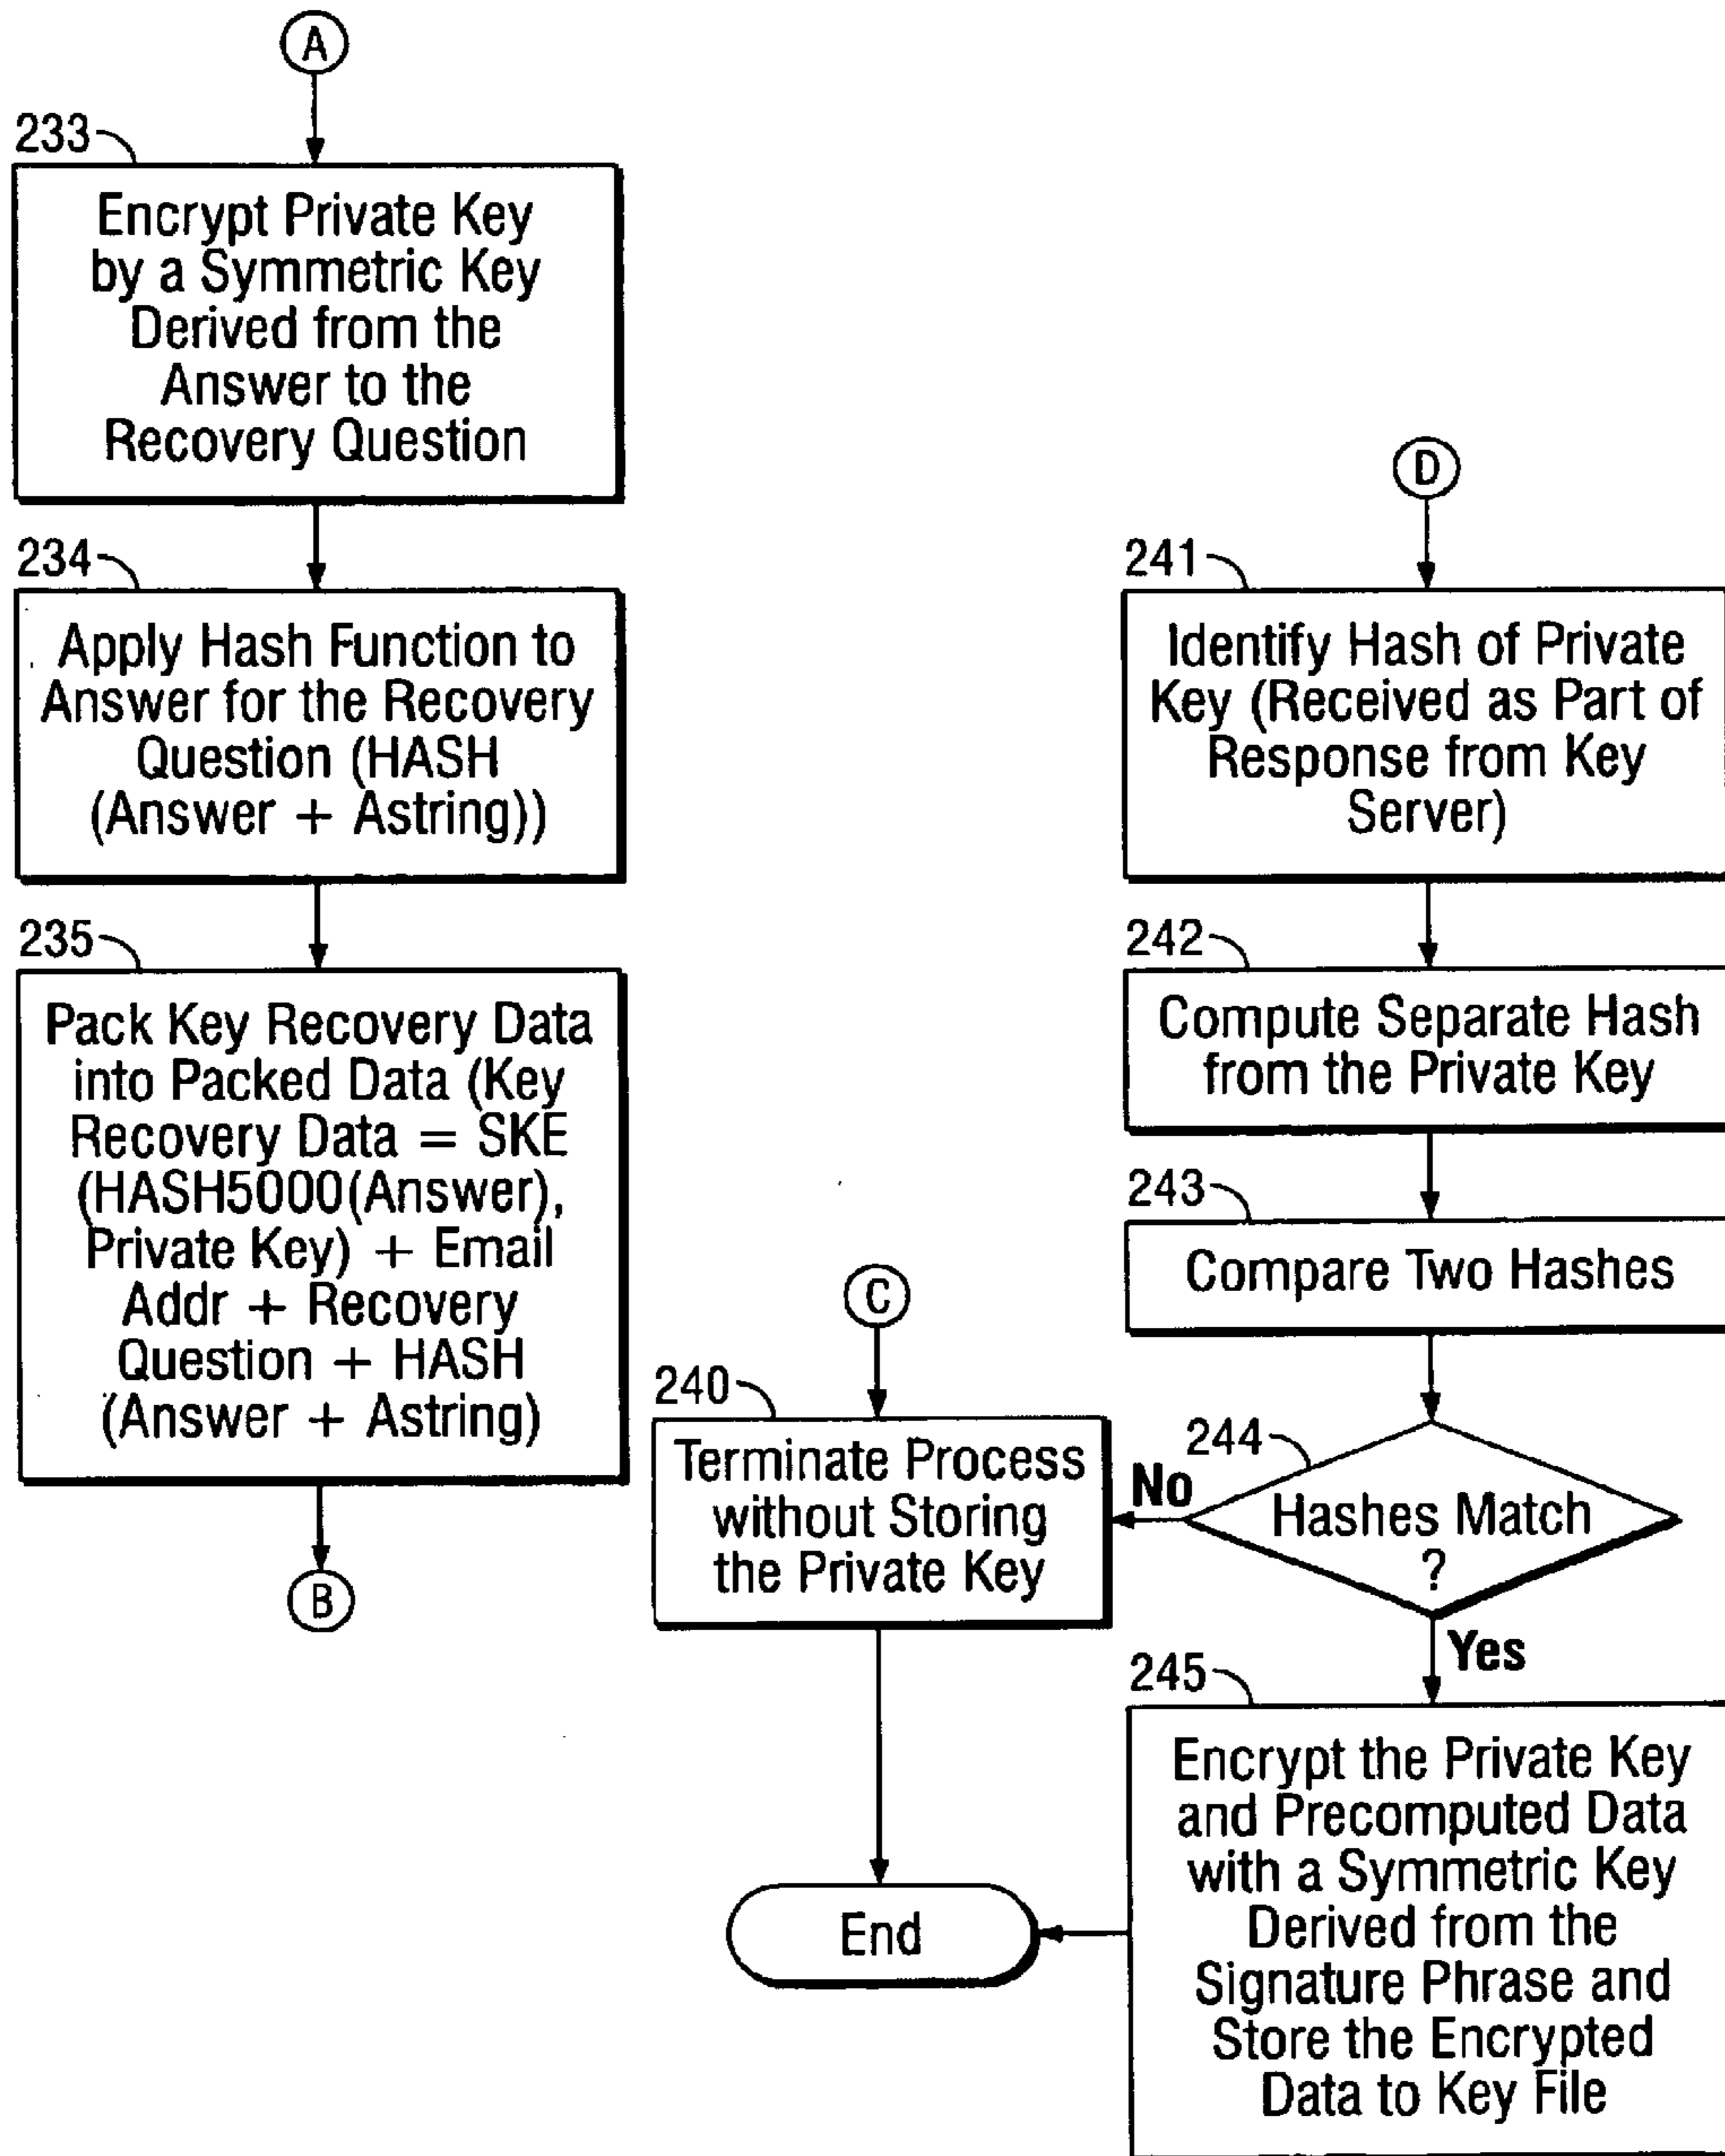 A
233
Encrypt Private Key
by a Symmetric Key
Derived from the
Answer to the
Recovery Question
234
Apply Hash Function to
Answer for the Recovery
Question (HASH
(Answer + Astring))
235
Pack Key Recovery Data
into Packed Data (Key
Recovery Data = SKE
(HASH5000(Answer),
Private Key) + Email
Addr + Recovery
Question + HASH
(Answer + Astring)
B
C
240
Terminate Process
without Storing
the Private Key
End
D
241
Identify Hash of Private
Key (Received as Part of
Response from Key
Server)
242
Compute Separate Hash
from the Private Key
243
Compare Two Hashes
244
Hashes Match
?
No
Yes
245
Encrypt the Private Key
and Precomputed Data
with a Symmetric Key
Derived from the
Signature Phrase and
Store the Encrypted
Data to Key File